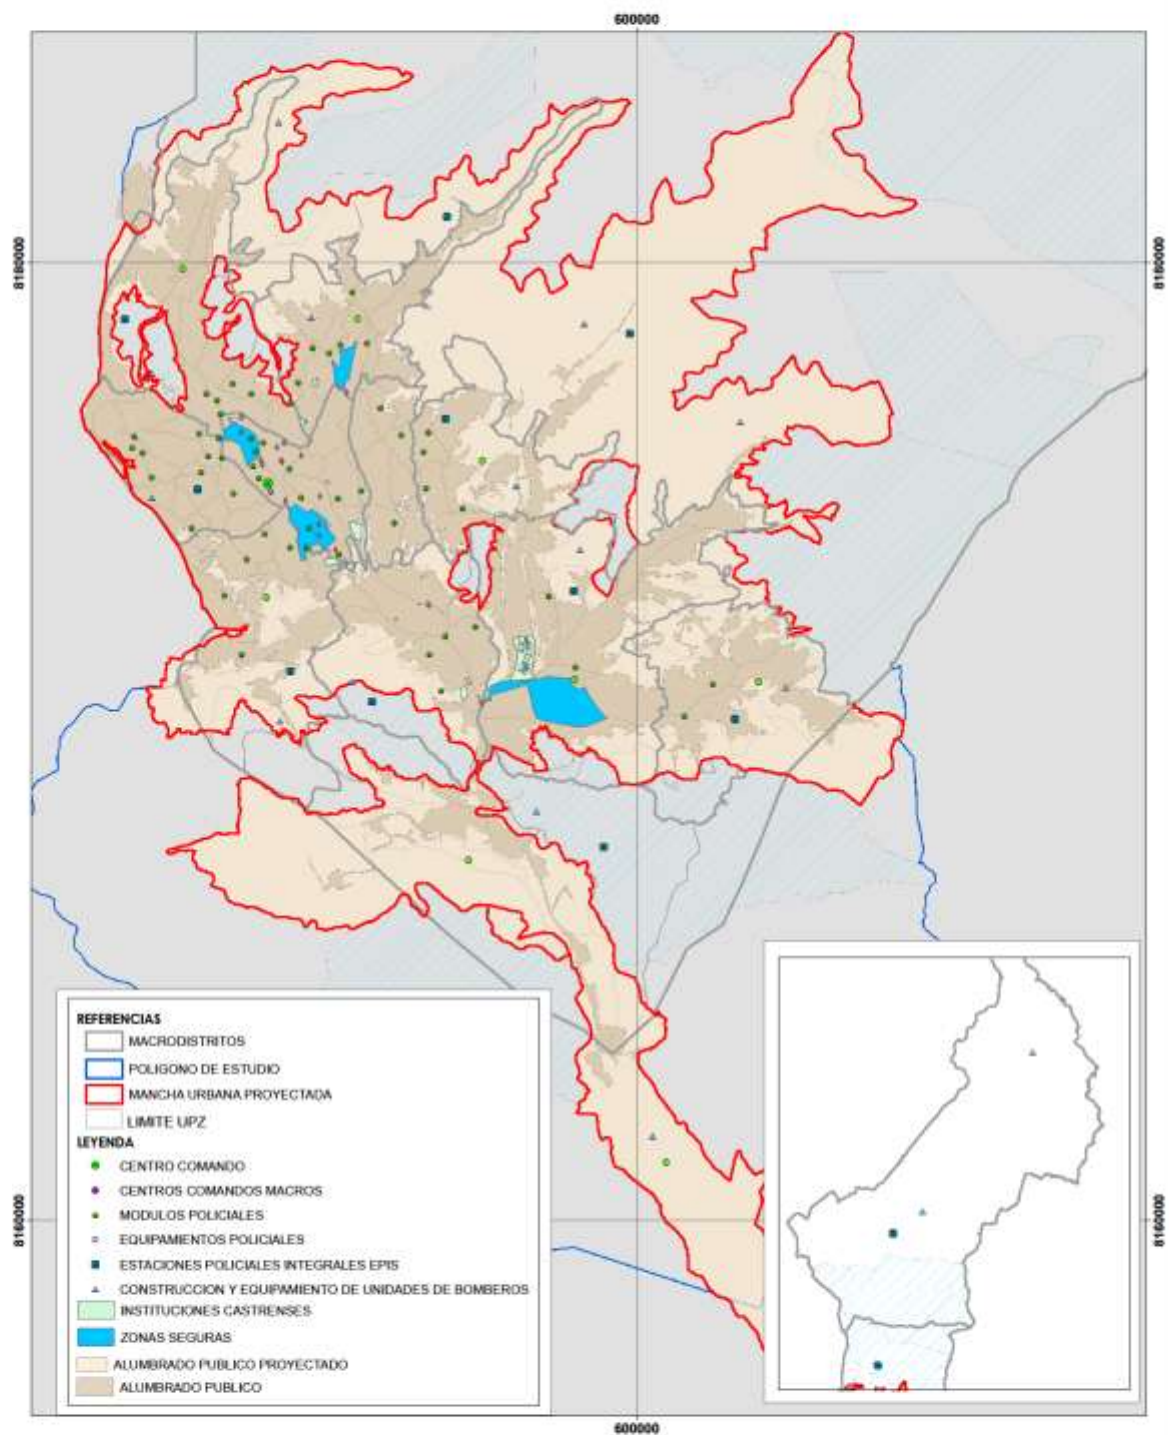 600000
8180000
8180000
REFERENCIAS
MACRODISTRITOS
POLIGONO DE ESTUDIO
MANCHA URBANA PROYECTADA
LIMITE UPZ
LEYENDA
CENTRO COMANDO
CENTROS COMANDOS MACROS
MODULOS POLICIALES
EQUIPAMIENTOS POLICIALES
ESTACIONES POLICIALES INTEGRALES EPIS
CONSTRUCCION Y EQUIPAMIENTO DE UNIDADES DE BOMBEROS
INSTITUCIONES CASTRENSES
ZONAS SEGURAS
ALUMBRADO PUBLICO PROYECTADO
ALUMBRADO PUBLICO
8160000
8160000
600000